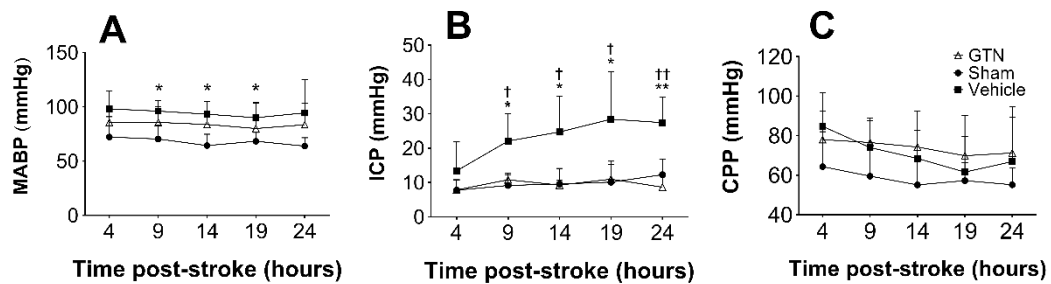 A
MABP (mmHg)
150
100
50
0
* * *
4 9 14 19 24
Time post-stroke (hours)
B
ICP (mmHg)
50
40
30
20
10
0
† † † ††
* * * **
4 9 14 19 24
Time post-stroke (hours)
C
CPP (mmHg)
120
100
80
60
40
GTN
Sham
Vehicle
4 9 14 19 24
Time post-stroke (hours)